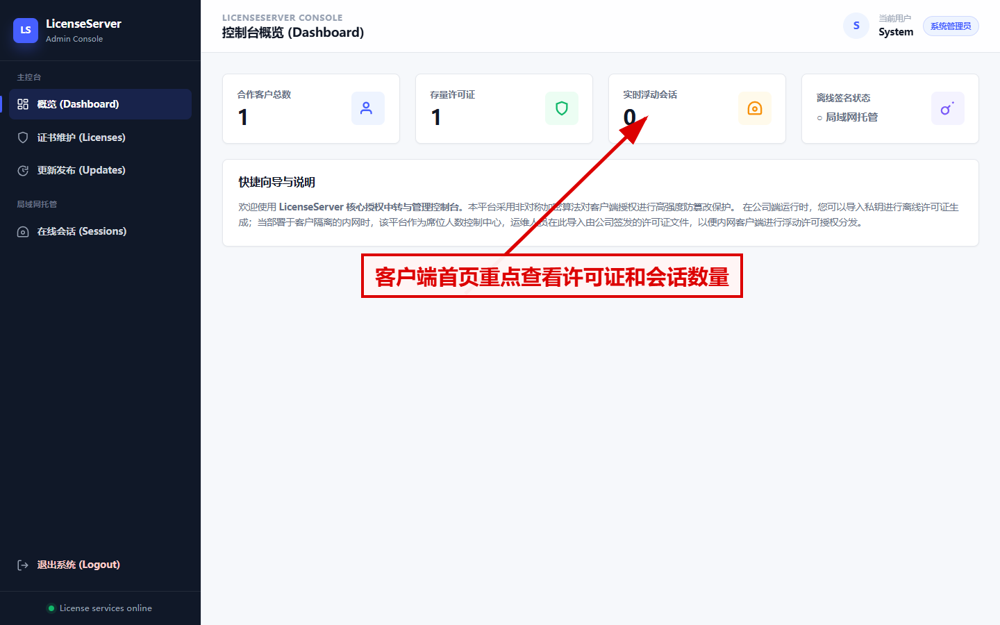 LS
LicenseServer
Admin Console
主控台
概览 (Dashboard)
证书维护 (Licenses)
更新发布 (Updates)
局域网托管
在线会话 (Sessions)
退出系统 (Logout)
License services online
LICENSESERVER CONSOLE
控制台概览 (Dashboard)
S
当前用户
System
系统管理员
合作客户总数
1
存量许可证
1
实时浮动会话
0
离线签名状态
○ 局域网托管
快捷向导与说明
欢迎使用 LicenseServer 核心授权中转与管理控制台。本平台采用非对称加密算法对客户端授权进行高强度防篡改保护。 在公司端运行时，您可以导入私钥进行离线许可证生
成；当部署于客户隔离的内网时，该平台作为席位人数控制中心，运维人员在此导入由公司签发的许可证文件，以便内网客户端进行浮动许可授权分发。
客户端首页重点查看许可证和会话数量